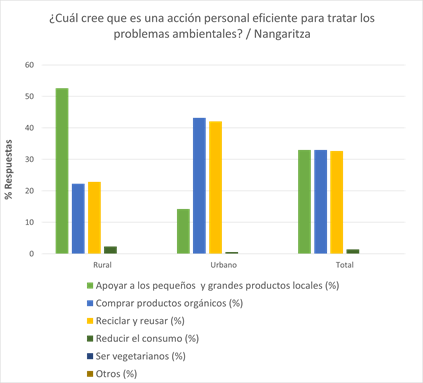 ¿Cuál cree que es una acción personal eficiente para tratar los
problemas ambientales? / Nangaritza
60
50
40
30
20
10
0
% Respuestas
Rural
Urbano
Total
Apoyar a los pequeños y grandes productos locales (%)
Comprar productos orgánicos (%)
Reciclar y reusar (%)
Reducir el consumo (%)
Ser vegetarianos (%)
Otros (%)